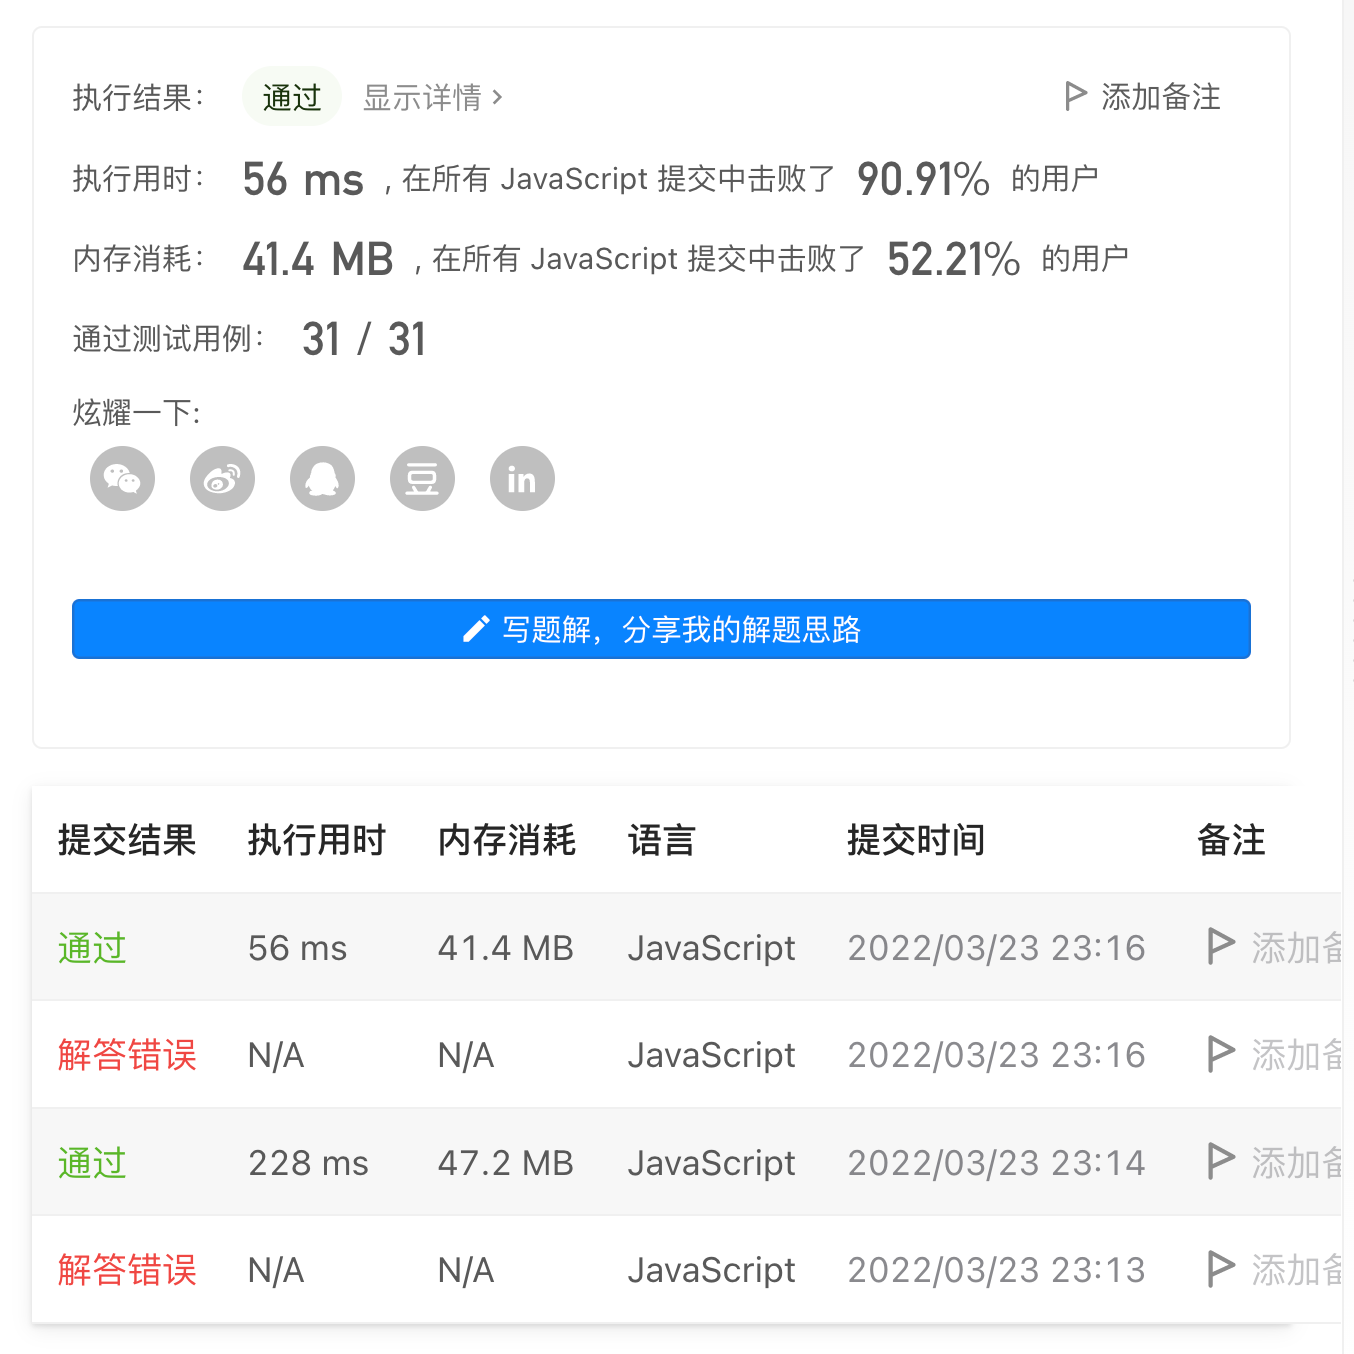 执行结果： 通过 显示详情 › 添加备注
执行用时： 56 ms , 在所有 JavaScript 提交中击败了 90.91% 的用户
内存消耗： 41.4 MB , 在所有 JavaScript 提交中击败了 52.21% 的用户
通过测试用例： 31 / 31
炫耀一下:
豆 in
写题解，分享我的解题思路
提交结果 执行用时 内存消耗 语言 提交时间 备注
通过 56 ms 41.4 MB JavaScript 2022/03/23 23:16 添加备
解答错误 N/A N/A JavaScript 2022/03/23 23:16 添加备
通过 228 ms 47.2 MB JavaScript 2022/03/23 23:14 添加备
解答错误 N/A N/A JavaScript 2022/03/23 23:13 添加备